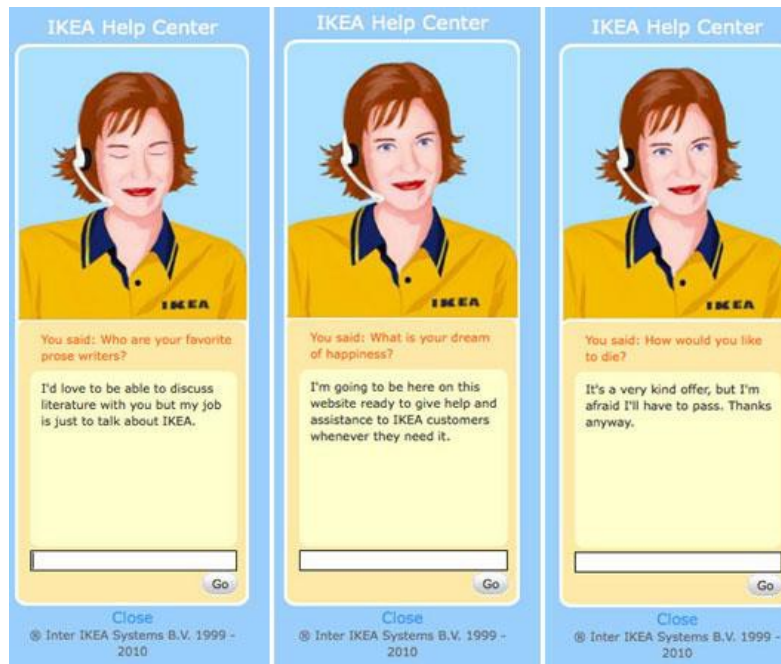 IKEA Help Center
IKEA
You said: Who are your favorite
prose writers?
I'd love to be able to discuss
literature with you but my job
is just to talk about IKEA.
Go
Close
® Inter IKEA Systems B.V. 1999 -
2010
IKEA Help Center
IKEA
You said: What is your dream
of happiness?
I'm going to be here on this
website ready to give help and
assistance to IKEA customers
whenever they need it.
Go
Close
® Inter IKEA Systems B.V. 1999 -
2010
IKEA Help Center
IKEA
You said: How would you like
to die?
It's a very kind offer, but I'm
afraid I'll have to pass. Thanks
anyway.
Go
Close
® Inter IKEA Systems B.V. 1999 -
2010